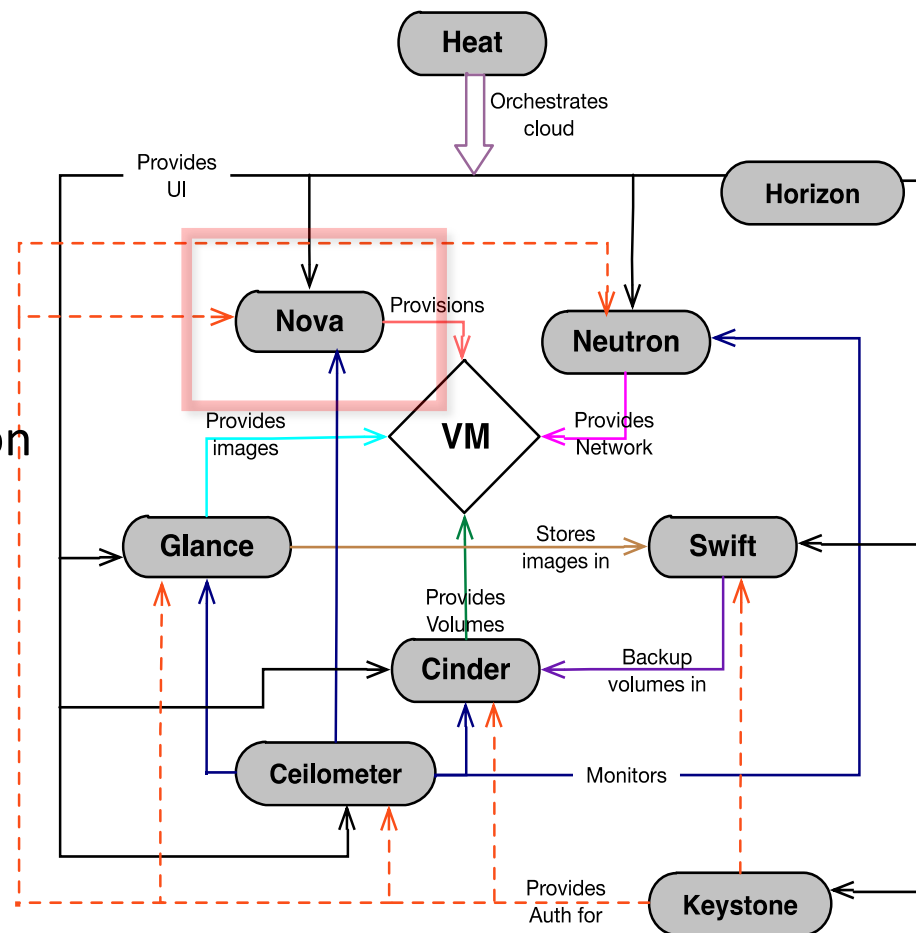 Heat
Orchestrates
cloud
Provides
UI
Horizon
Nova
Provisions
Neutron
on
Provides
images
VM
Provides
Network
Glance
Stores
images in
Swift
Provides
Volumes
Cinder
Backup
volumes in
Ceilometer
Monitors
Provides
Auth for
Keystone